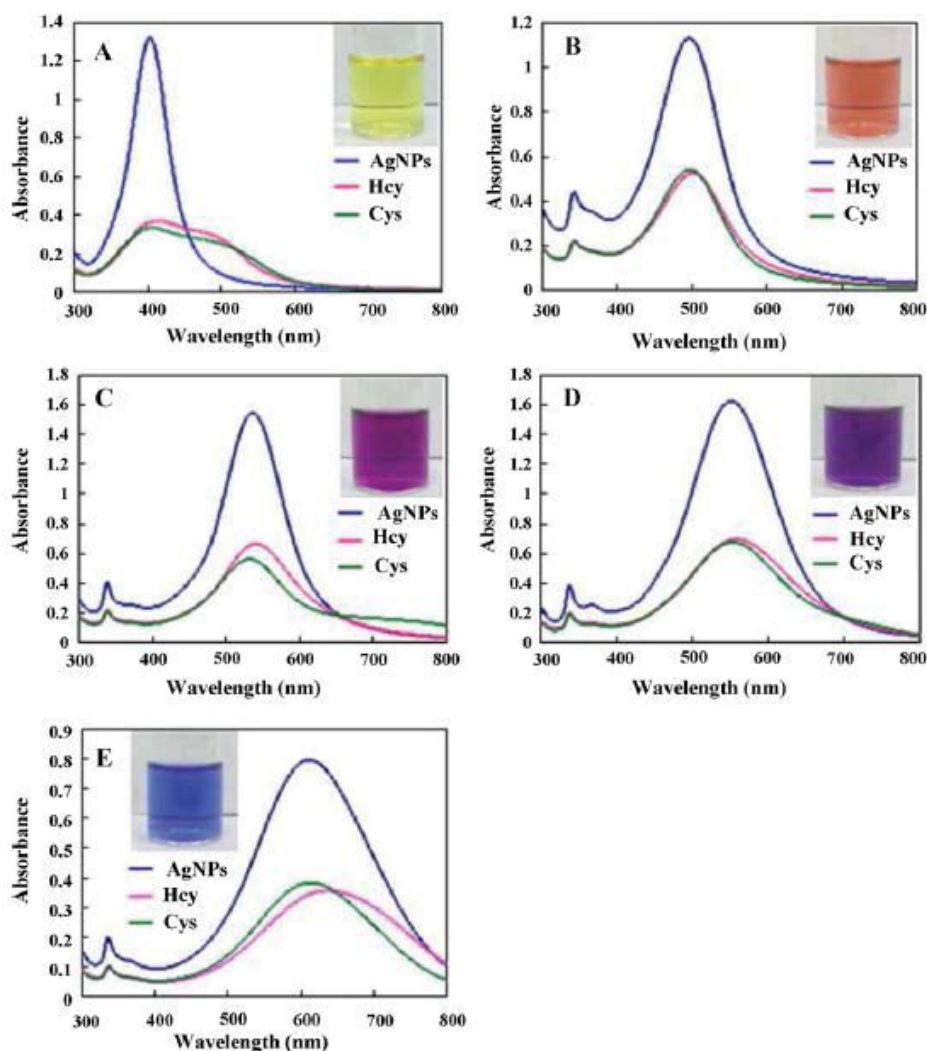 A
Absorbance
1.4
1.2
1
0.8
0.6
0.4
0.2
0
300 400 500 600 700 800
Wavelength (nm)
AgNPs
Hcy
Cys
B
Absorbance
1.2
1
0.8
0.6
0.4
0.2
0
300 400 500 600 700 800
Wavelength (nm)
AgNPs
Hcy
Cys
C
Absorbance
1.8
1.6
1.4
1.2
1
0.8
0.6
0.4
0.2
0
300 400 500 600 700 800
Wavelength (nm)
AgNPs
Hcy
Cys
D
Absorbance
1.8
1.6
1.4
1.2
1
0.8
0.6
0.4
0.2
0
300 400 500 600 700 800
Wavelength (nm)
AgNPs
Hcy
Cys
E
Absorbance
0.9
0.8
0.7
0.6
0.5
0.4
0.3
0.2
0.1
0
300 400 500 600 700 800
Wavelength (nm)
AgNPs
Hcy
Cys